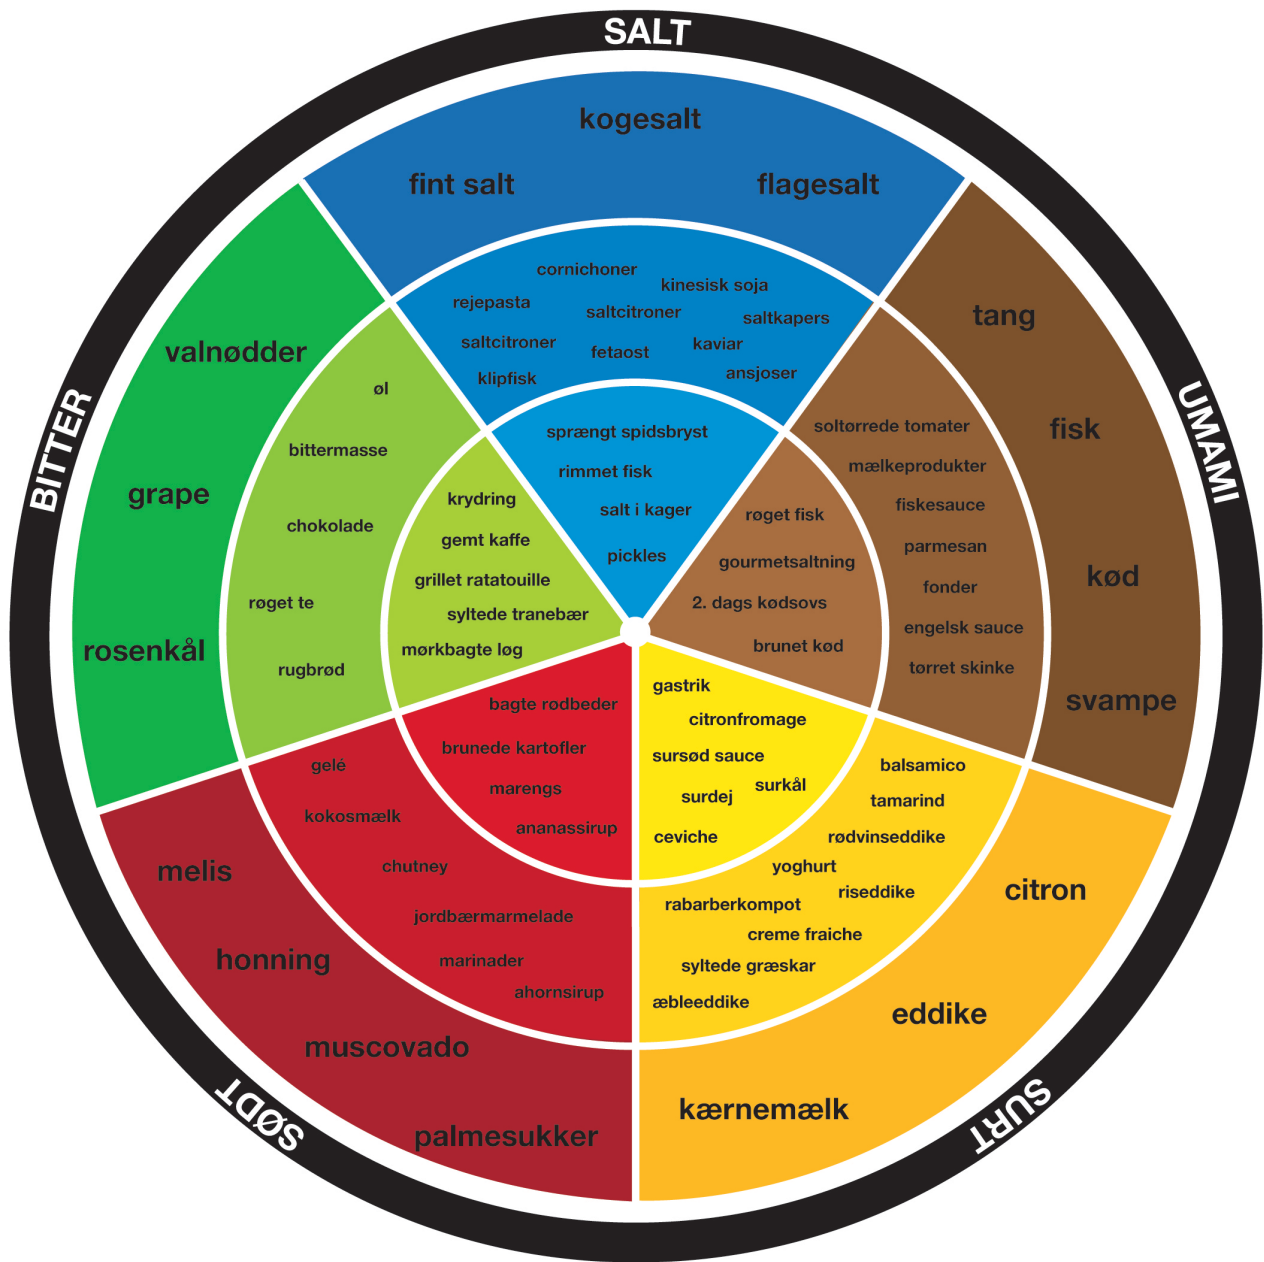 SALT
kogesalt
fint salt
flagesalt
cornichoner
kinesisk soja
rejepasta
saltcitroner
saltkapers
saltcitroner
fetaost
kaviar
klipfisk
ansjoser
sprængt spidsbryst
rimmet fisk
salt i kager
pickles
UMAMI
tang
fisk
kød
svampe
soltørrede tomater
mælkeprodukter
fiskesauce
parmesan
fonder
engelsk sauce
tørret skinke
røget fisk
gourmetsaltning
2. dags kødsovs
brunet kød
SURT
citron
eddike
kærnemælk
balsamico
tamarind
rødvinseddike
yoghurt
riseddike
rabarberkompot
creme fraiche
syltede græskar
æbleeddike
gastrik
citronfromage
sursød sauce
surkål
surdej
ceviche
SØDT
melis
honning
muscovado
palmesukker
gelé
kokosmælk
chutney
jordbærmarmelade
marinader
ahornsirup
bagte rødbeder
brunede kartofler
marengs
ananassirup
BITTER
valnødder
grape
rosenkål
øl
bittermasse
chokolade
røget te
rugbrød
krydring
gemt kaffe
grillet ratatouille
syltede tranebær
mørkbagte løg